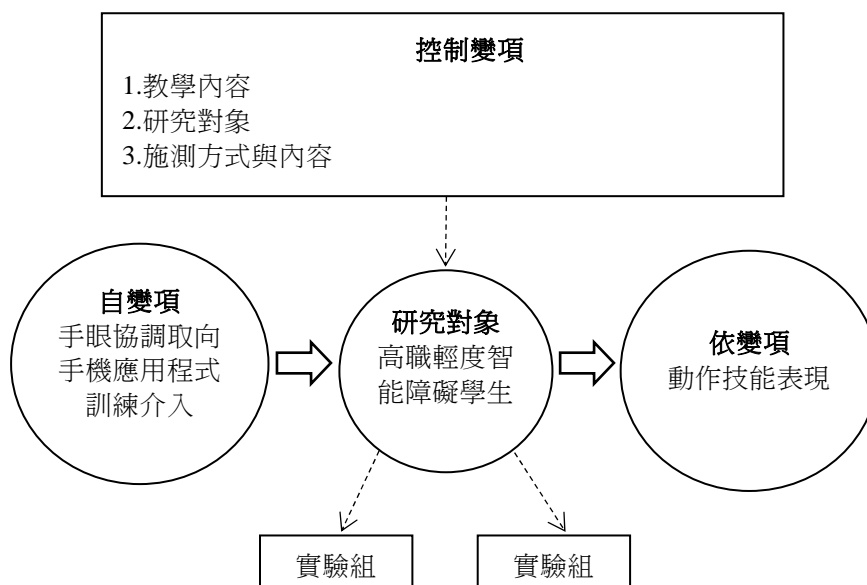 控制變項
1.教學內容
2.研究對象
3.施測方式與內容
自變項
手眼協調取向
手機應用程式
訓練介入
研究對象
高職輕度智
能障礙學生
依變項
動作技能表現
實驗組
實驗組